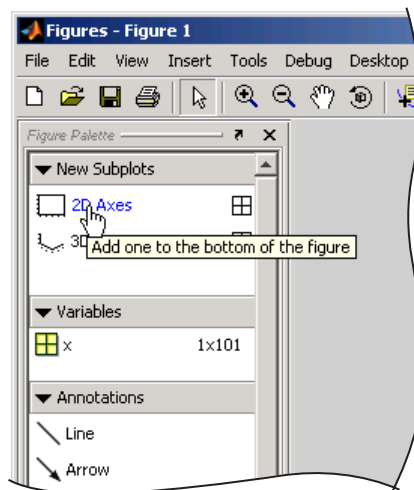 Figures - Figure 1
File Edit View Insert Tools Debug Desktop
Figure Palette
New Subplots
2D Axes
3D
Add one to the bottom of the figure
Variables
x 1x101
Annotations
Line
Arrow